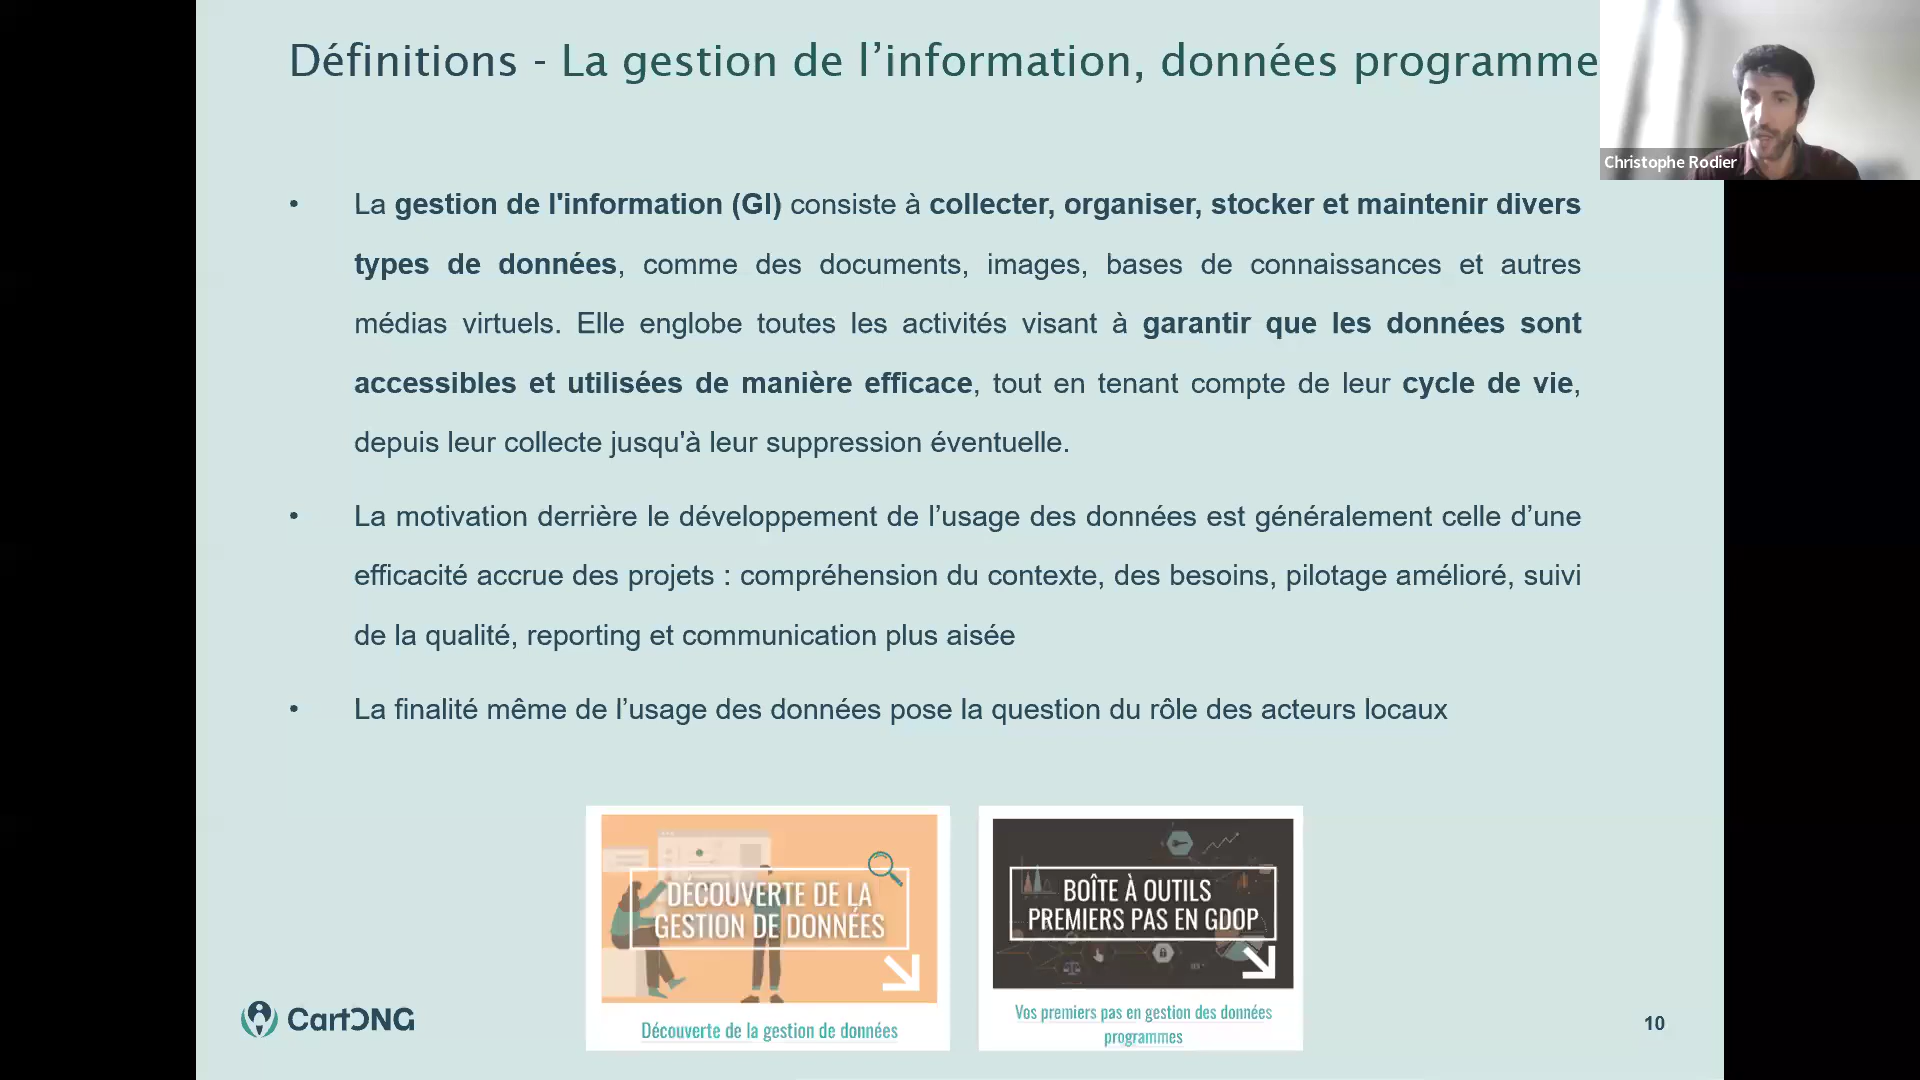 Définitions - La gestion de l’information, données programme
Christophe Rodier
• La gestion de l'information (GI) consiste à collecter, organiser, stocker et maintenir divers
types de données, comme des documents, images, bases de connaissances et autres
médias virtuels. Elle englobe toutes les activités visant à garantir que les données sont
accessibles et utilisées de manière efficace, tout en tenant compte de leur cycle de vie,
depuis leur collecte jusqu'à leur suppression éventuelle.
• La motivation derrière le développement de l’usage des données est généralement celle d’une
efficacité accrue des projets : compréhension du contexte, des besoins, pilotage amélioré, suivi
de la qualité, reporting et communication plus aisée
• La finalité même de l’usage des données pose la question du rôle des acteurs locaux
DÉCOUVERTE DE LA
GESTION DE DONNÉES
Découverte de la gestion de données
BOÎTE À OUTILS
PREMIERS PAS EN GDOP
Vos premiers pas en gestion des données
programmes
CartONG
10